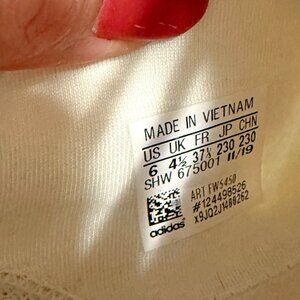 MADE IN VIETNAM
US UK FR JP CHN
6 4½ 37⅓ 230 230
SHW 675001 11/19
ART FW5450
#124498526
x9JQ2J1480262
adidas